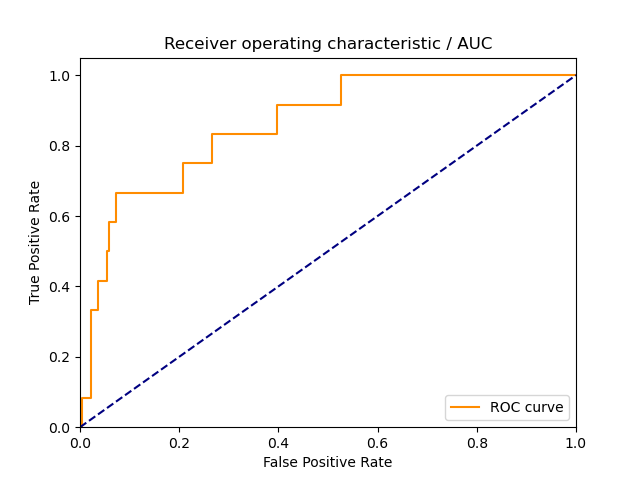 Receiver operating characteristic / AUC
1.0
0.8
0.6
0.4
0.2
0.0
True Positive Rate
ROC curve
0.0 0.2 0.4 0.6 0.8 1.0
False Positive Rate